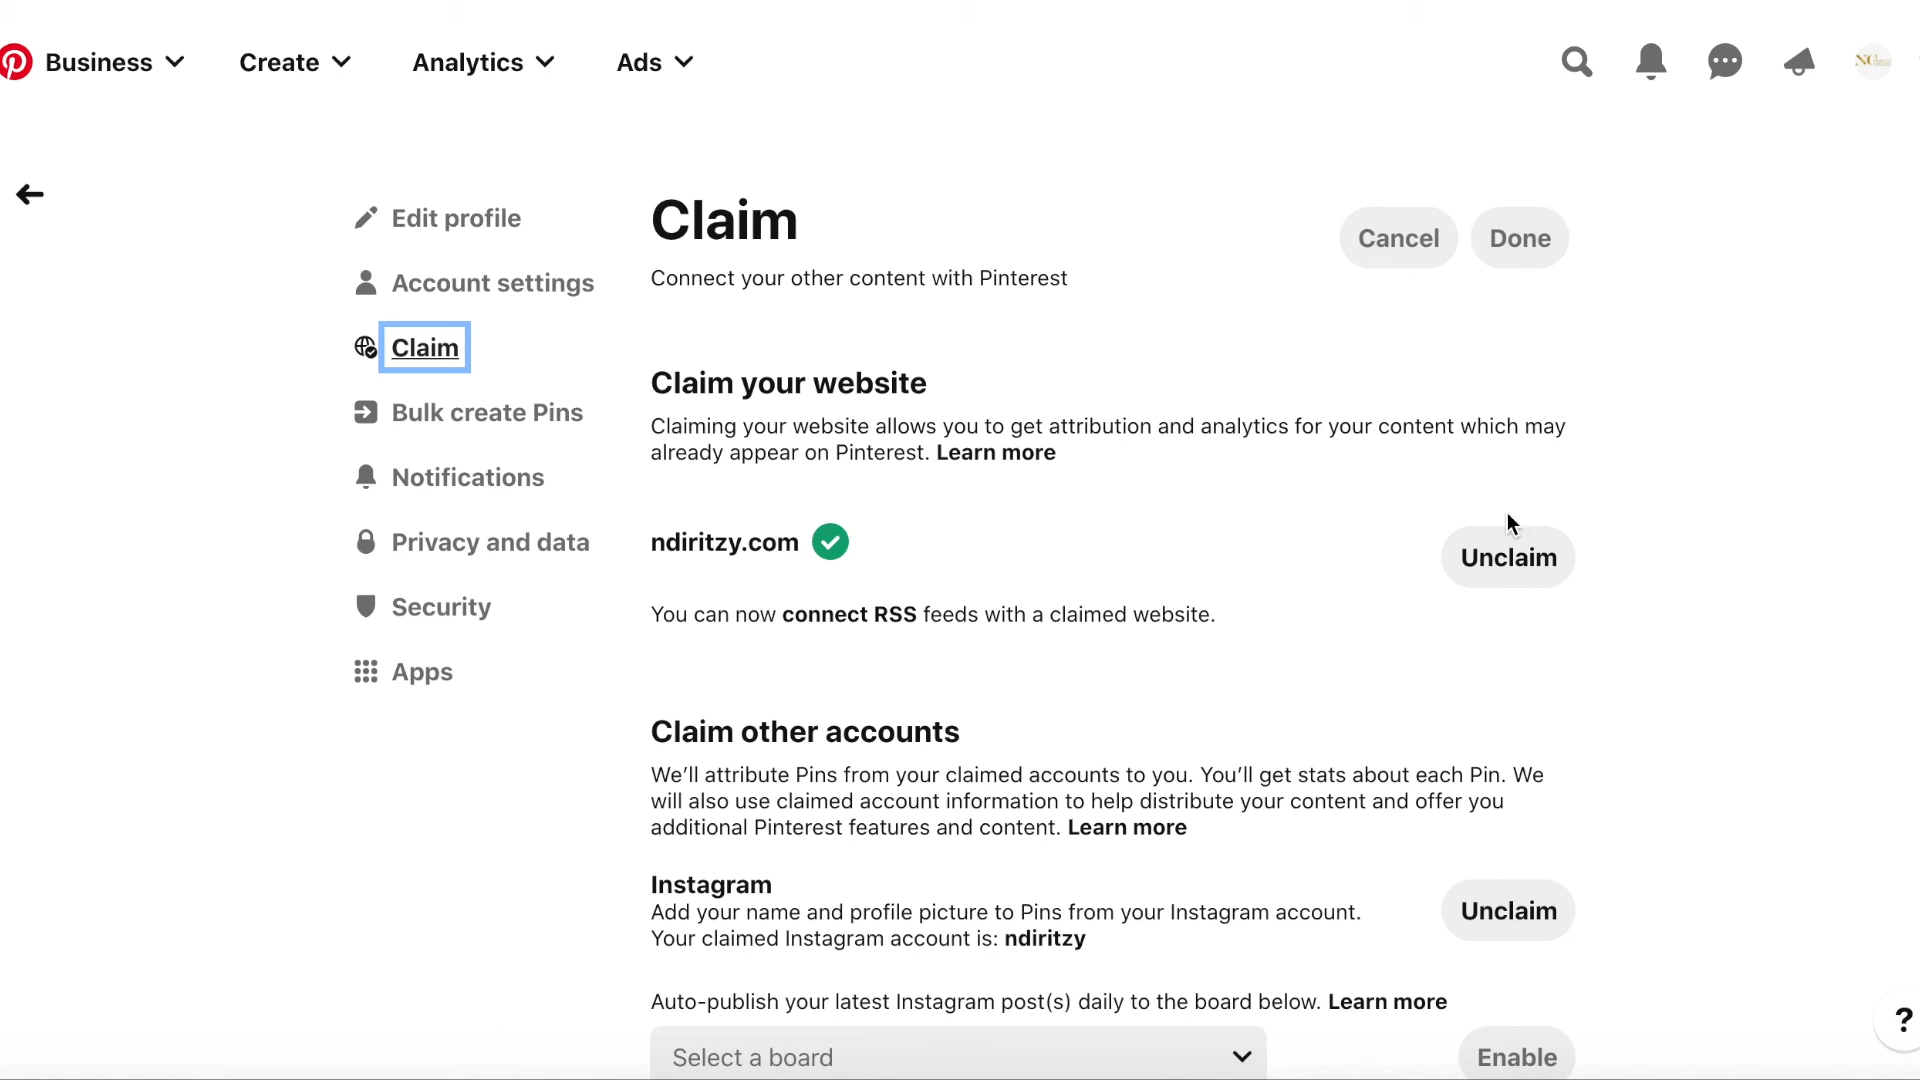 Business
Create
Analytics
Ads
Edit profile
Account settings
Claim
Bulk create Pins
Notifications
Privacy and data
Security
Apps
Claim
Cancel
Done
Connect your other content with Pinterest
Claim your website
Claiming your website allows you to get attribution and analytics for your content which may
already appear on Pinterest. Learn more
ndiritzy.com
Unclaim
You can now connect RSS feeds with a claimed website.
Claim other accounts
We’ll attribute Pins from your claimed accounts to you. You’ll get stats about each Pin. We
will also use claimed account information to help distribute your content and offer you
additional Pinterest features and content. Learn more
Instagram
Add your name and profile picture to Pins from your Instagram account.
Your claimed Instagram account is: ndiritzy
Unclaim
Auto-publish your latest Instagram post(s) daily to the board below. Learn more
Select a board
Enable
?